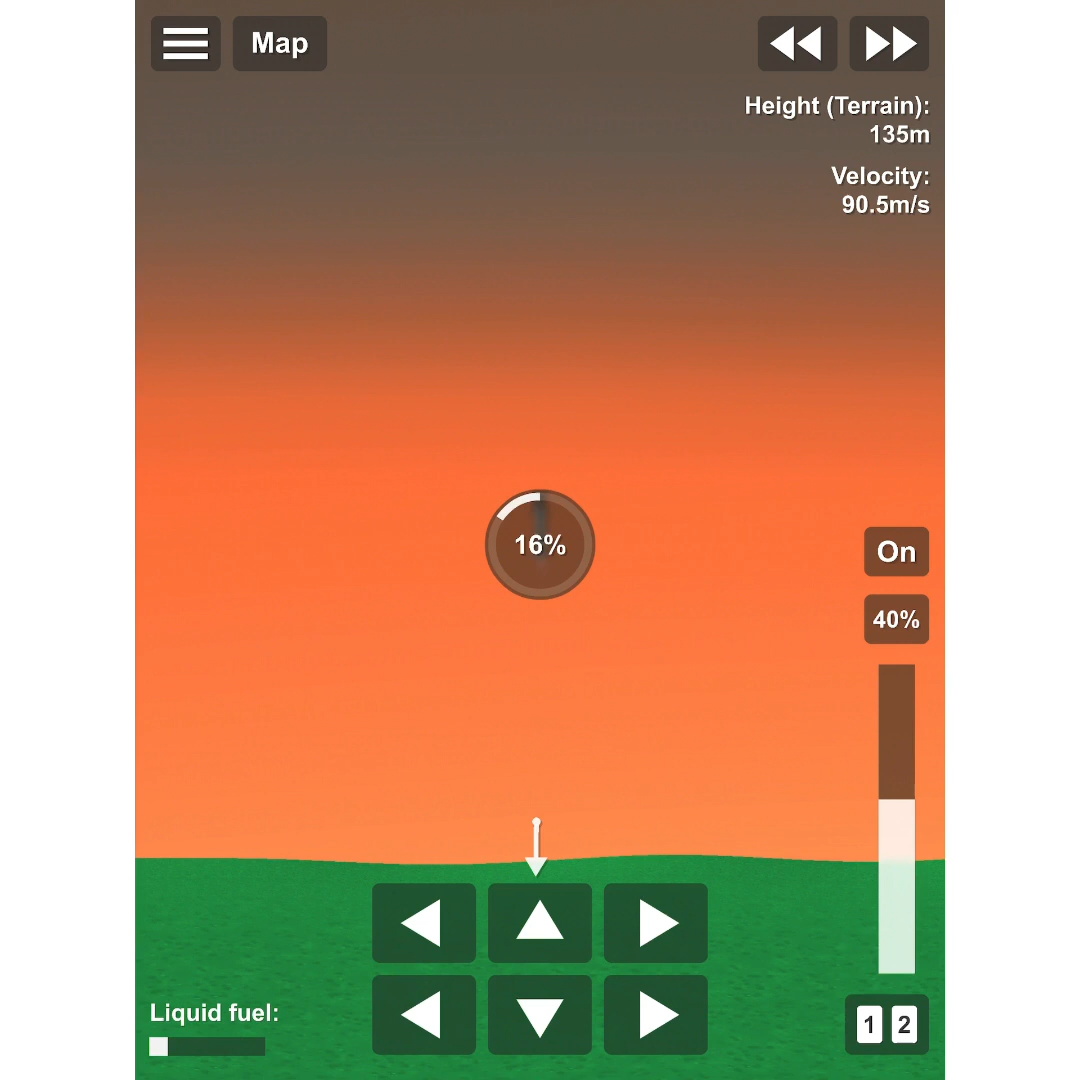 Map
Height (Terrain):
135m
Velocity:
90.5m/s
16%
On
40%
Liquid fuel:
1 2